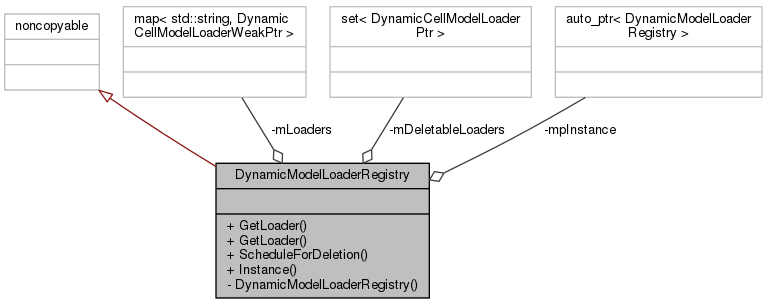 noncopyable
map< std::string, Dynamic
CellModelLoaderWeakPtr >
set< DynamicCellModelLoader
Ptr >
auto_ptr< DynamicModelLoader
Registry >
-mLoaders
-mDeletableLoaders
-mpInstance
DynamicModelLoaderRegistry
+ GetLoader()
+ GetLoader()
+ ScheduleForDeletion()
+ Instance()
- DynamicModelLoaderRegistry()